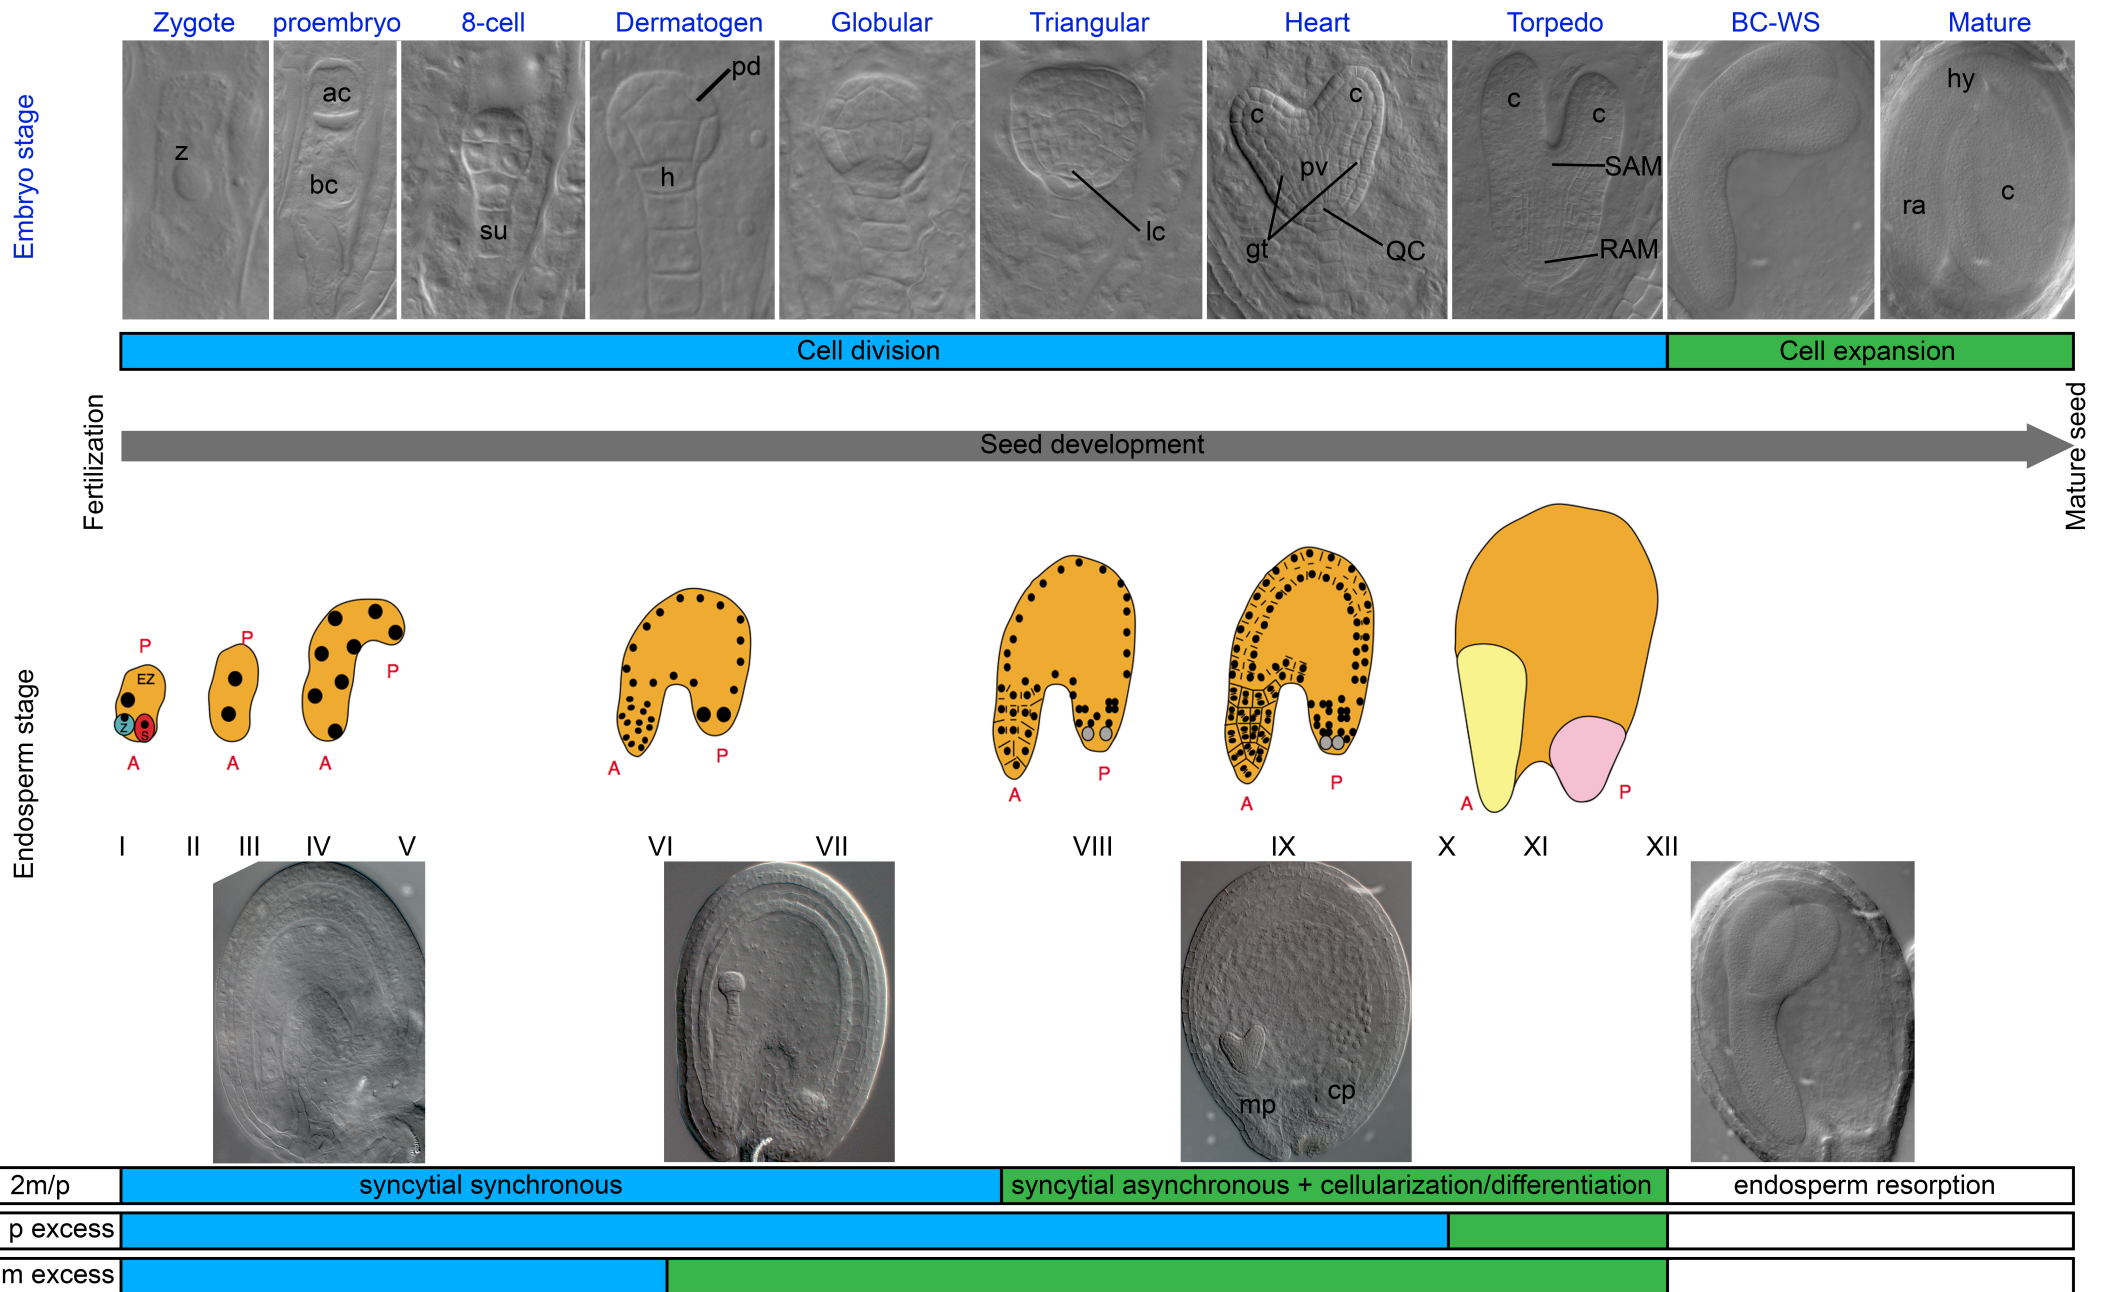 Zygote proembryo 8-cell Dermatogen Globular Triangular Heart Torpedo BC-WS Mature
Embryo stage
z
ac
bc
su
pd
h
lc
c
c
pv
gt
QC
c
c
SAM
RAM
hy
ra
c
Cell division Cell expansion
Fertilization
Seed development
Mature seed
Endosperm stage
P
EZ
z
s
A
P
A
P
A
A
P
A
P
A
P
A
P
I II III IV V VI VII VIII IX X XI XII
mp
cp
2m/p syncytial synchronous syncytial asynchronous + cellularization/differentiation endosperm resorption
p excess
m excess